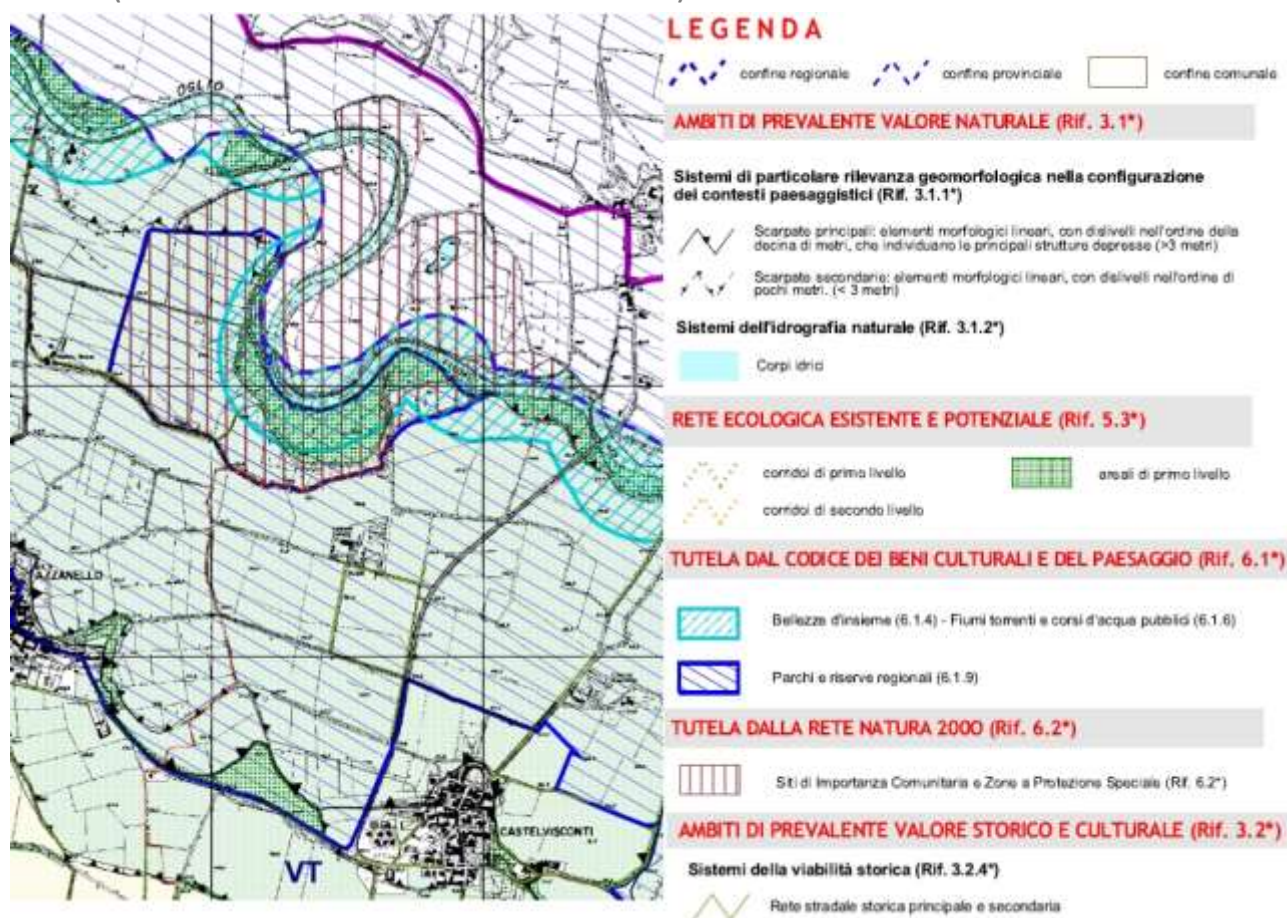 OGLIO
AZZANELLO
CASTELVISCONTI
VT
LEGENDA
confine regionale
confine provinciale
confine comunale
AMBITI DI PREVALENTE VALORE NATURALE (Rif. 3.1*)
Sistemi di particolare rilevanza geomorfologica nella configurazione
dei contesti paesaggistici (Rif. 3.1.1*)
Scarpate principali: elementi morfologici lineari, con dislivelli nell'ordine della
decina di metri, che individuano le principali strutture depresse (>3 metri)
Scarpate secondarie: elementi morfologici lineari, con dislivelli nell'ordine di
pochi metri. (< 3 metri)
Sistemi dell'idrografia naturale (Rif. 3.1.2*)
Corpi idrici
RETE ECOLOGICA ESISTENTE E POTENZIALE (Rif. 5.3*)
corridoi di primo livello
areali di primo livello
corridoi di secondo livello
TUTELA DAL CODICE DEI BENI CULTURALI E DEL PAESAGGIO (Rif. 6.1*)
Bellezze d'insieme (6.1.4) - Fiumi torrenti e corsi d'acqua pubblici (6.1.6)
Parchi e riserve regionali (6.1.9)
TUTELA DALLA RETE NATURA 2000 (Rif. 6.2*)
Siti di Importanza Comunitaria e Zone a Protezione Speciale (Rif. 6.2*)
AMBITI DI PREVALENTE VALORE STORICO E CULTURALE (Rif. 3.2*)
Sistemi della viabilità storica (Rif. 3.2.4*)
Rete stradale storica principale e secondaria